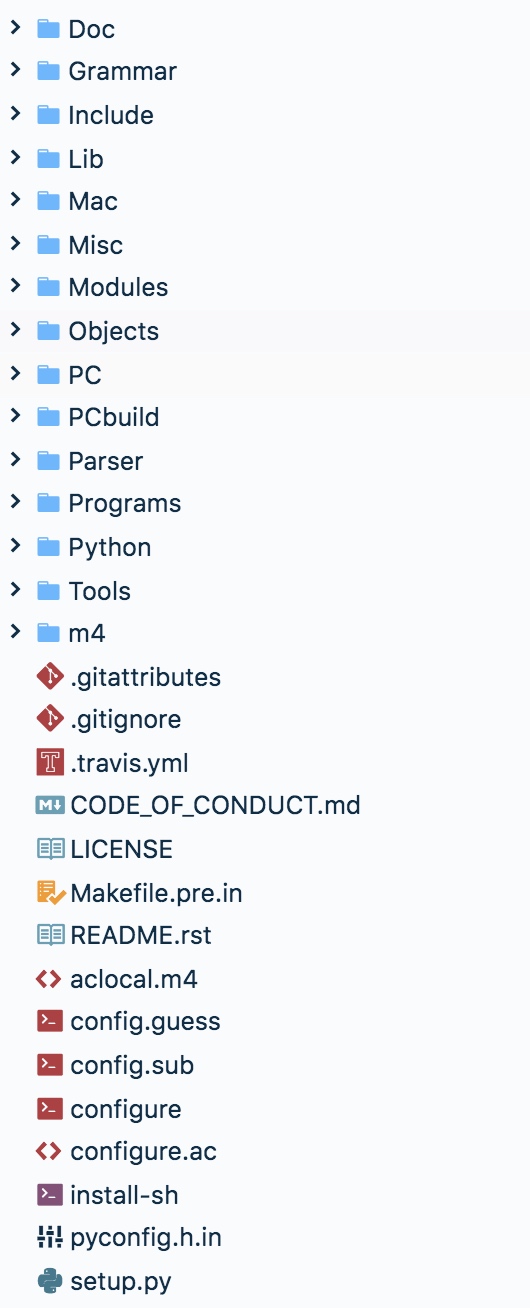 Doc
Grammar
Include
Lib
Mac
Misc
Modules
Objects
PC
PCbuild
Parser
Programs
Python
Tools
m4
.gitattributes
.gitignore
.travis.yml
CODE_OF_CONDUCT.md
LICENSE
Makefile.pre.in
README.rst
aclocal.m4
config.guess
config.sub
configure
configure.ac
install-sh
pyconfig.h.in
setup.py